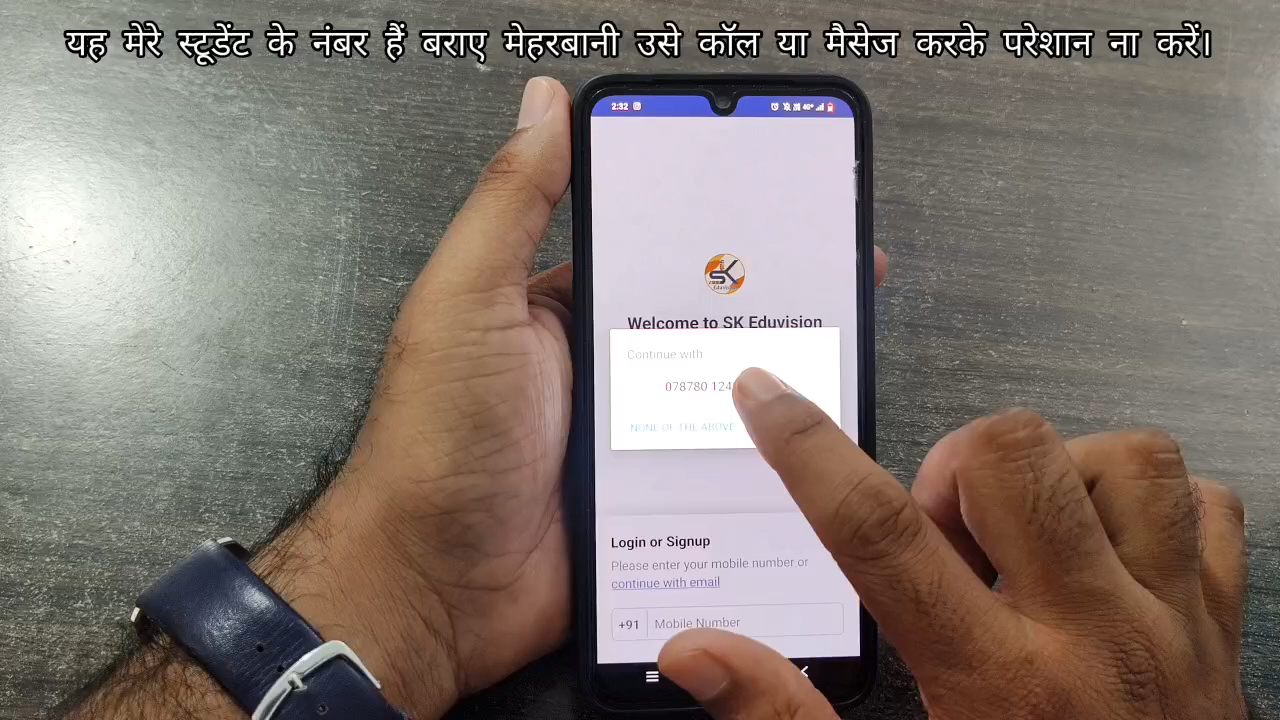 यह मेरे स्टूडेंट के नंबर हैं बराए मेहरबानी उसे कॉल या मैसेज करके परेशान ना करें।
2:32
4G+
SK
Eduvision
Welcome to SK Eduvision
Continue with
078780 124
NONE OF THE ABOVE
Login or Signup
Please enter your mobile number or
continue with email
+91 Mobile Number